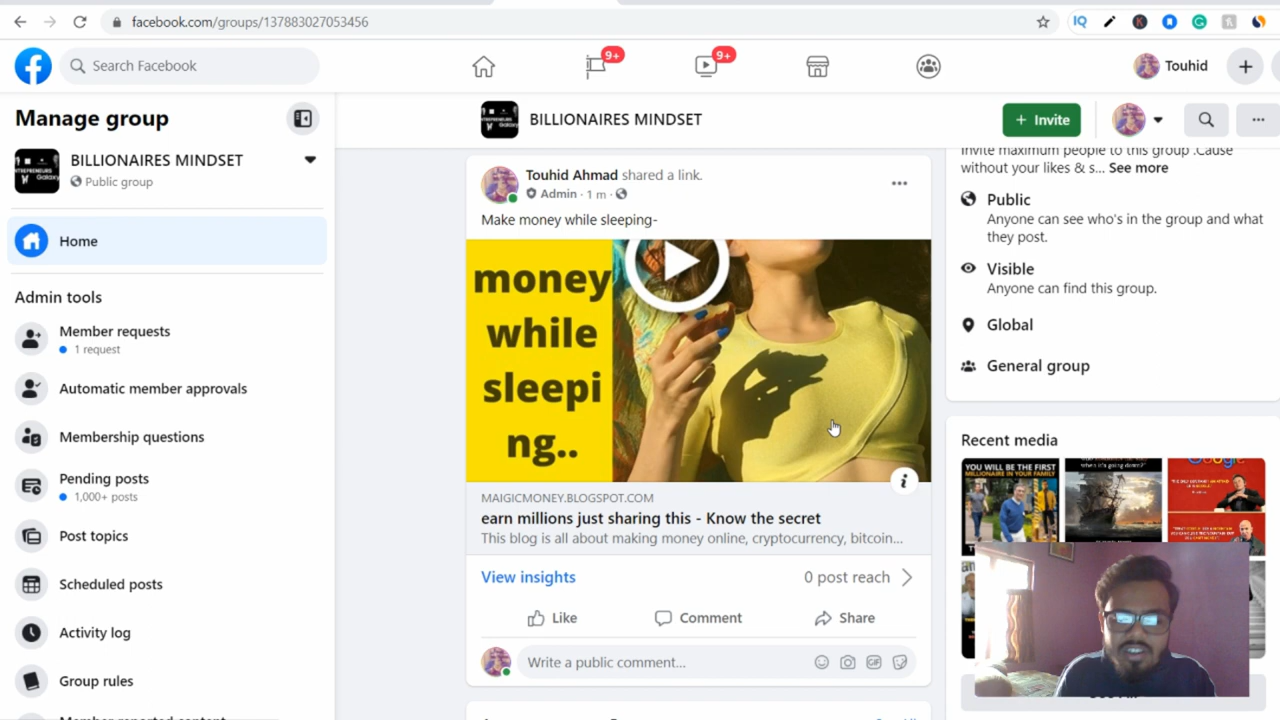 facebook.com/groups/137883027053456
Search Facebook
9+
9+
Touhid
Manage group
BILLIONAIRES MINDSET
Public group
Home
Admin tools
Member requests
1 request
Automatic member approvals
Membership questions
Pending posts
1,000+ posts
Post topics
Scheduled posts
Activity log
Group rules
BILLIONAIRES MINDSET
+ Invite
Touhid Ahmad shared a link.
Admin · 1 m ·
Make money while sleeping-
money
while
sleepi
ng..
MAIGICMONEY.BLOGSPOT.COM
earn millions just sharing this - Know the secret
This blog is all about making money online, cryptocurrency, bitcoin...
View insights
0 post reach
Like
Comment
Share
Write a public comment...
GIF
Invite maximum people to this group .Cause
without your likes & s... See more
Public
Anyone can see who's in the group and what
they post.
Visible
Anyone can find this group.
Global
General group
Recent media
YOU WILL BE THE FIRST
MILLIONAIRE IN YOUR FAMILY
when it's going down?"
Google